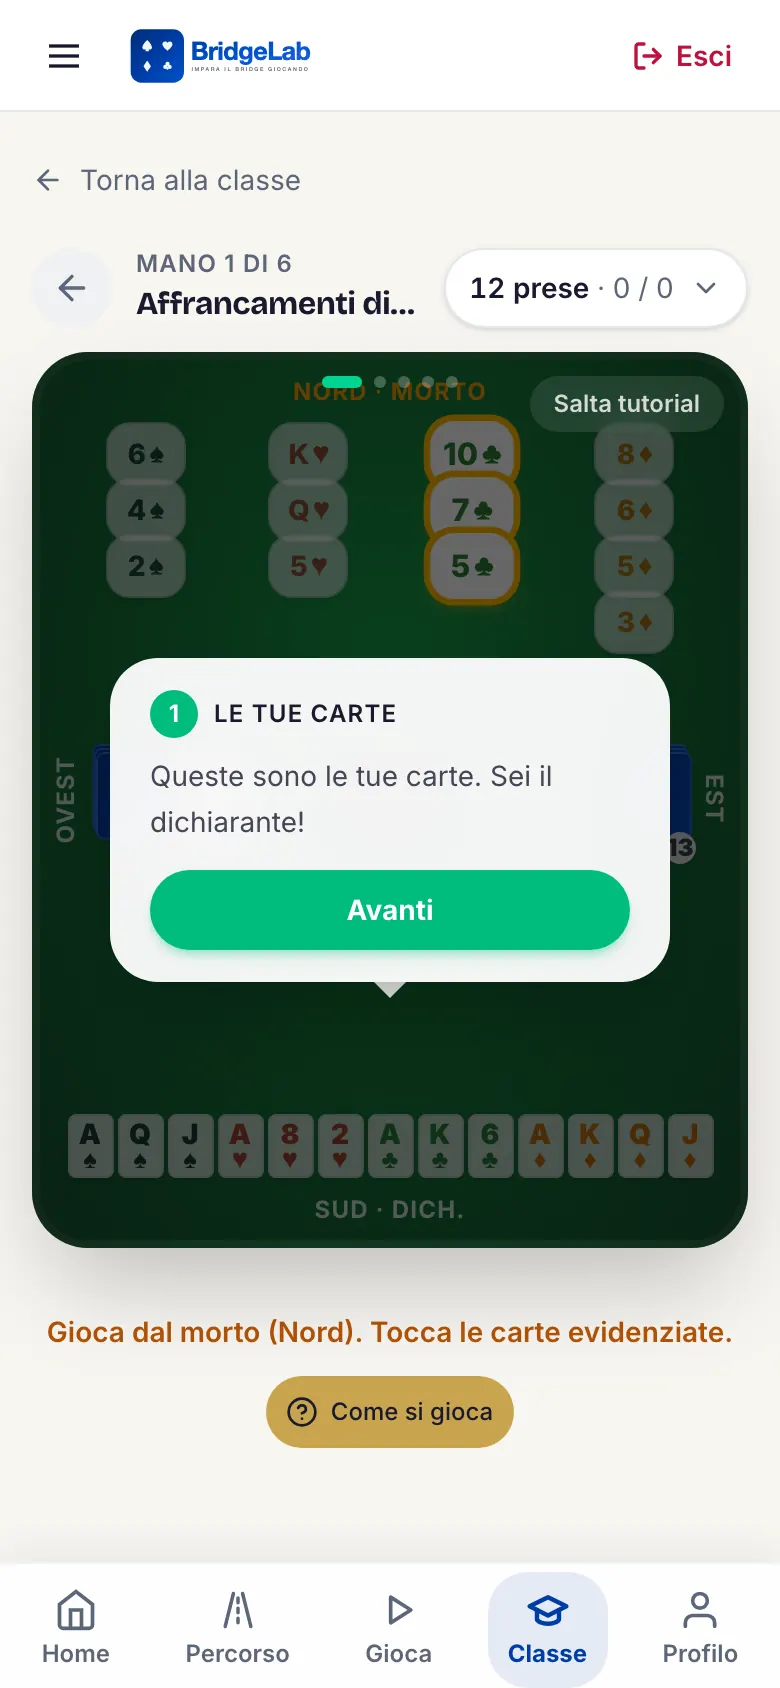 BridgeLab
IMPARA IL BRIDGE GIOCANDO
Esci
Torna alla classe
MANO 1 DI 6
Affrancamenti di...
12 prese · 0 / 0
NORD · MORTO
Salta tutorial
6♠ K♥ 10♣ 8♦
4♠ Q♥ 7♣ 6♦
2♠ 5♥ 5♣ 5♦
3♦
OVEST
EST
13
1 LE TUE CARTE
Queste sono le tue carte. Sei il
dichiarante!
Avanti
A♠ Q♠ J♠ A♥ 8♥ 2♥ A♣ K♣ 6♣ A♦ K♦ Q♦ J♦
SUD · DICH.
Gioca dal morto (Nord). Tocca le carte evidenziate.
Come si gioca
Home
Percorso
Gioca
Classe
Profilo